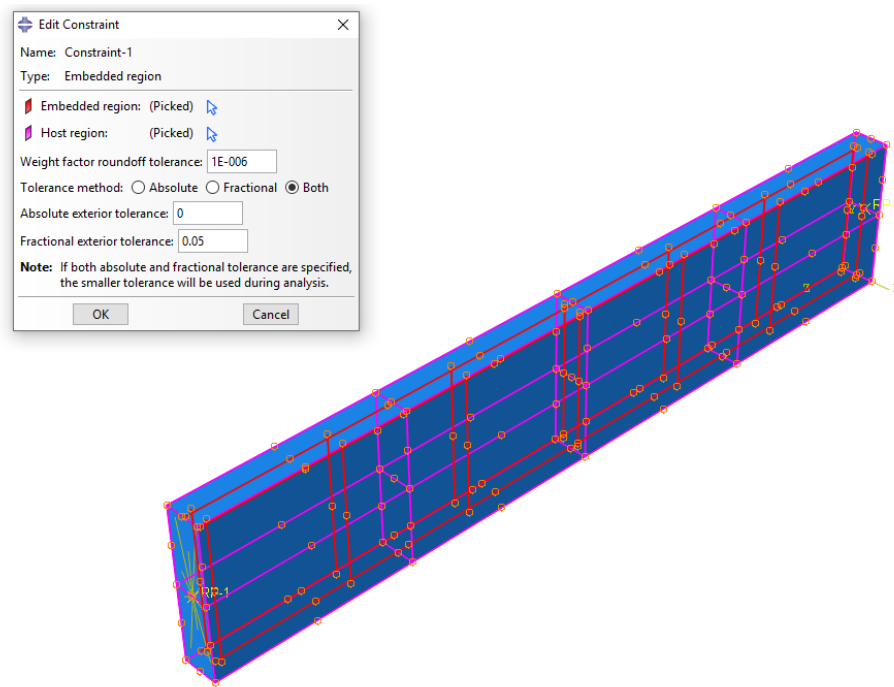 Edit Constraint
Name: Constraint-1
Type: Embedded region
Embedded region: (Picked)
Host region: (Picked)
Weight factor roundoff tolerance: 1E-006
Tolerance method: Absolute Fractional Both
Absolute exterior tolerance: 0
Fractional exterior tolerance: 0.05
Note: If both absolute and fractional tolerance are specified,
the smaller tolerance will be used during analysis.
OK Cancel
RP-
Z
RP-1